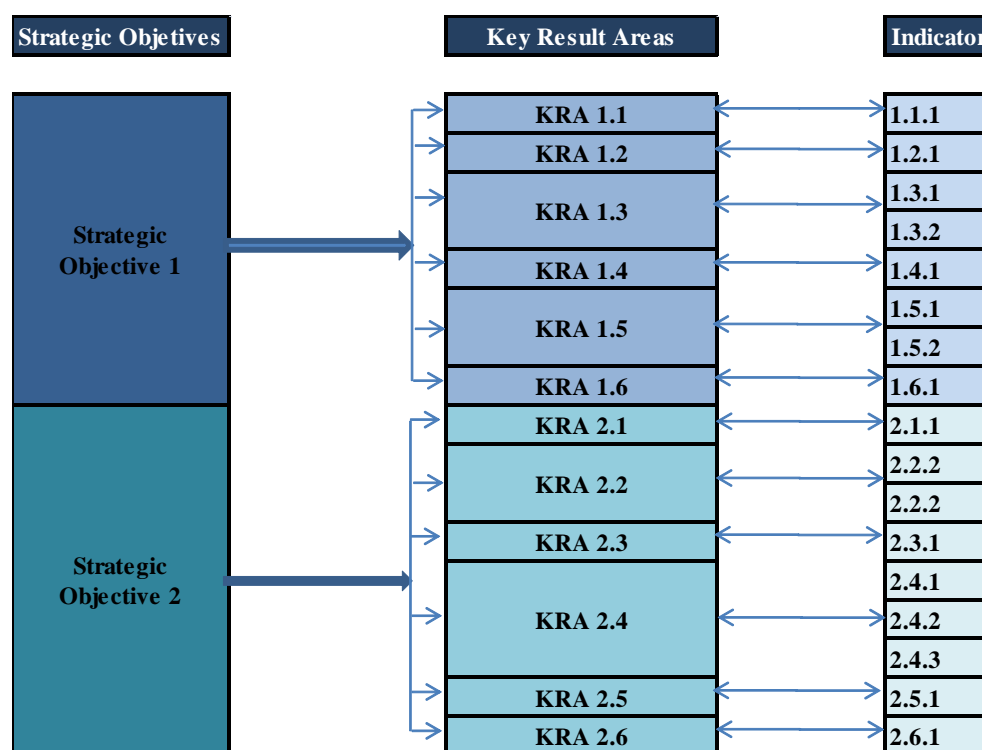 Strategic Objetives
Key Result Areas
Indicator
Strategic
Objective 1
KRA 1.1
KRA 1.2
KRA 1.3
KRA 1.4
KRA 1.5
KRA 1.6
1.1.1
1.2.1
1.3.1
1.3.2
1.4.1
1.5.1
1.5.2
1.6.1
Strategic
Objective 2
KRA 2.1
KRA 2.2
KRA 2.3
KRA 2.4
KRA 2.5
KRA 2.6
2.1.1
2.2.2
2.2.2
2.3.1
2.4.1
2.4.2
2.4.3
2.5.1
2.6.1